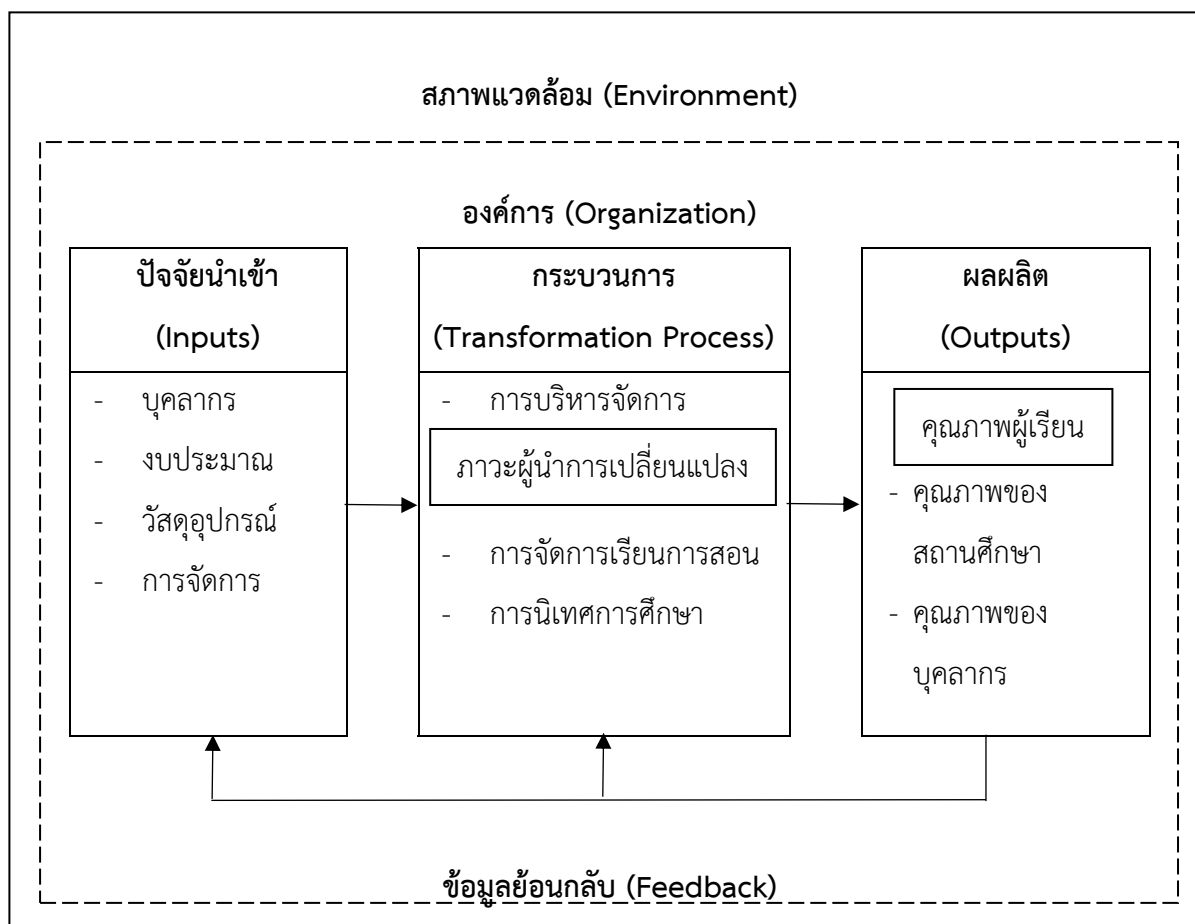 สภาพแวดล้อม (Environment)
องค์การ (Organization)
ปัจจัยนำเข้า
(Inputs)
- บุคลากร
- งบประมาณ
- วัสดุอุปกรณ์
- การจัดการ
กระบวนการ
(Transformation Process)
- การบริหารจัดการ
ภาวะผู้นำการเปลี่ยนแปลง
- การจัดการเรียนการสอน
- การนิเทศการศึกษา
ผลผลิต
(Outputs)
คุณภาพผู้เรียน
- คุณภาพของ
สถานศึกษา
- คุณภาพของ
บุคลากร
ข้อมูลย้อนกลับ (Feedback)